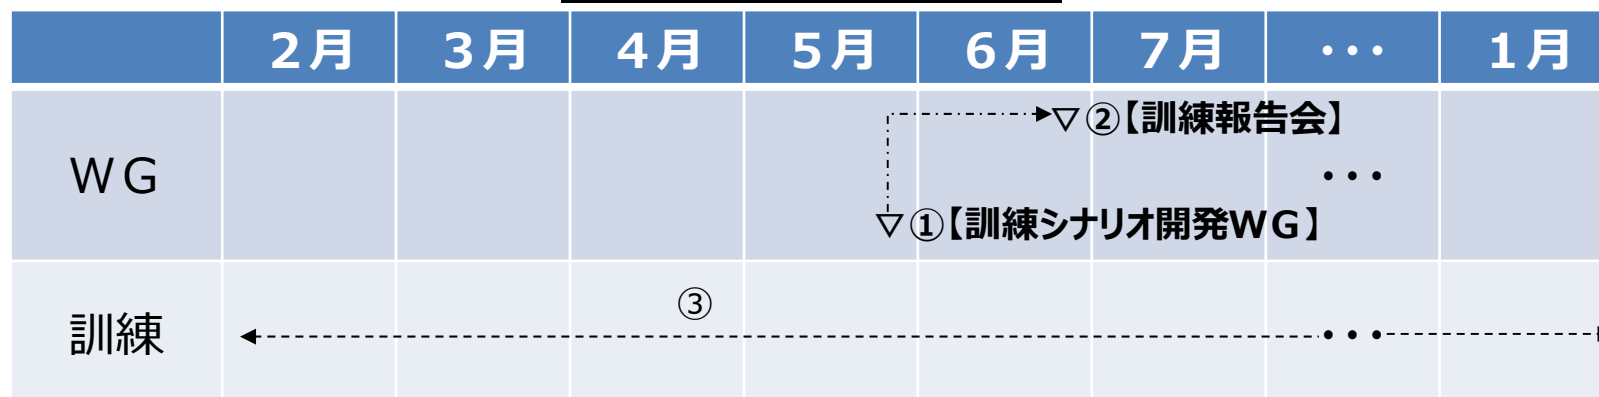 ２月 ３月 ４月 ５月 ６月 ７月 ・・・ １月
▽②【訓練報告会】
ＷＧ ・・・
▽①【訓練シナリオ開発ＷＧ】
③
訓練 ・・・